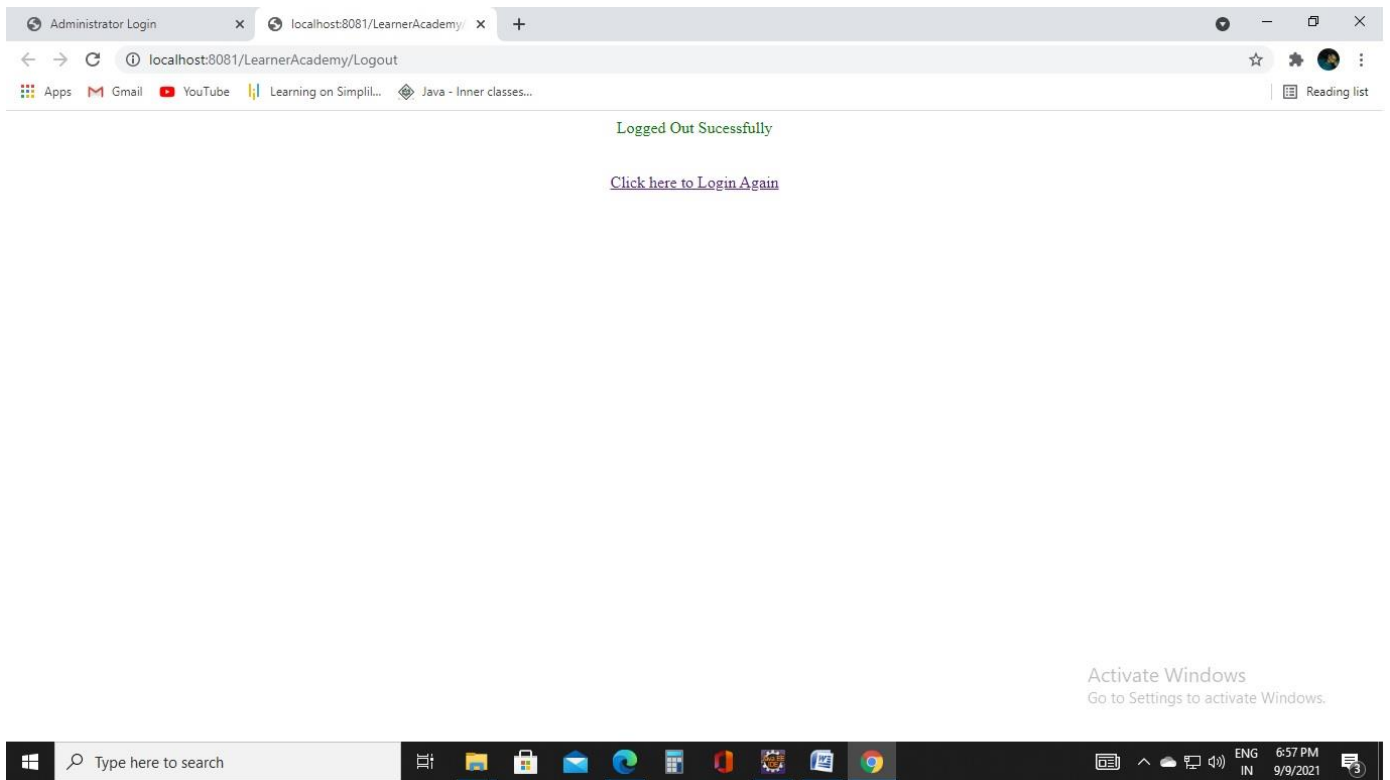 Administrator Login
localhost:8081/LearnerAcademy/
localhost:8081/LearnerAcademy/Logout
Apps
Gmail
YouTube
Learning on Simplil...
Java - Inner classes...
Reading list
Logged Out Sucessfully
Click here to Login Again
Activate Windows
Go to Settings to activate Windows.
Type here to search
ENG
IN
6:57 PM
9/9/2021
3